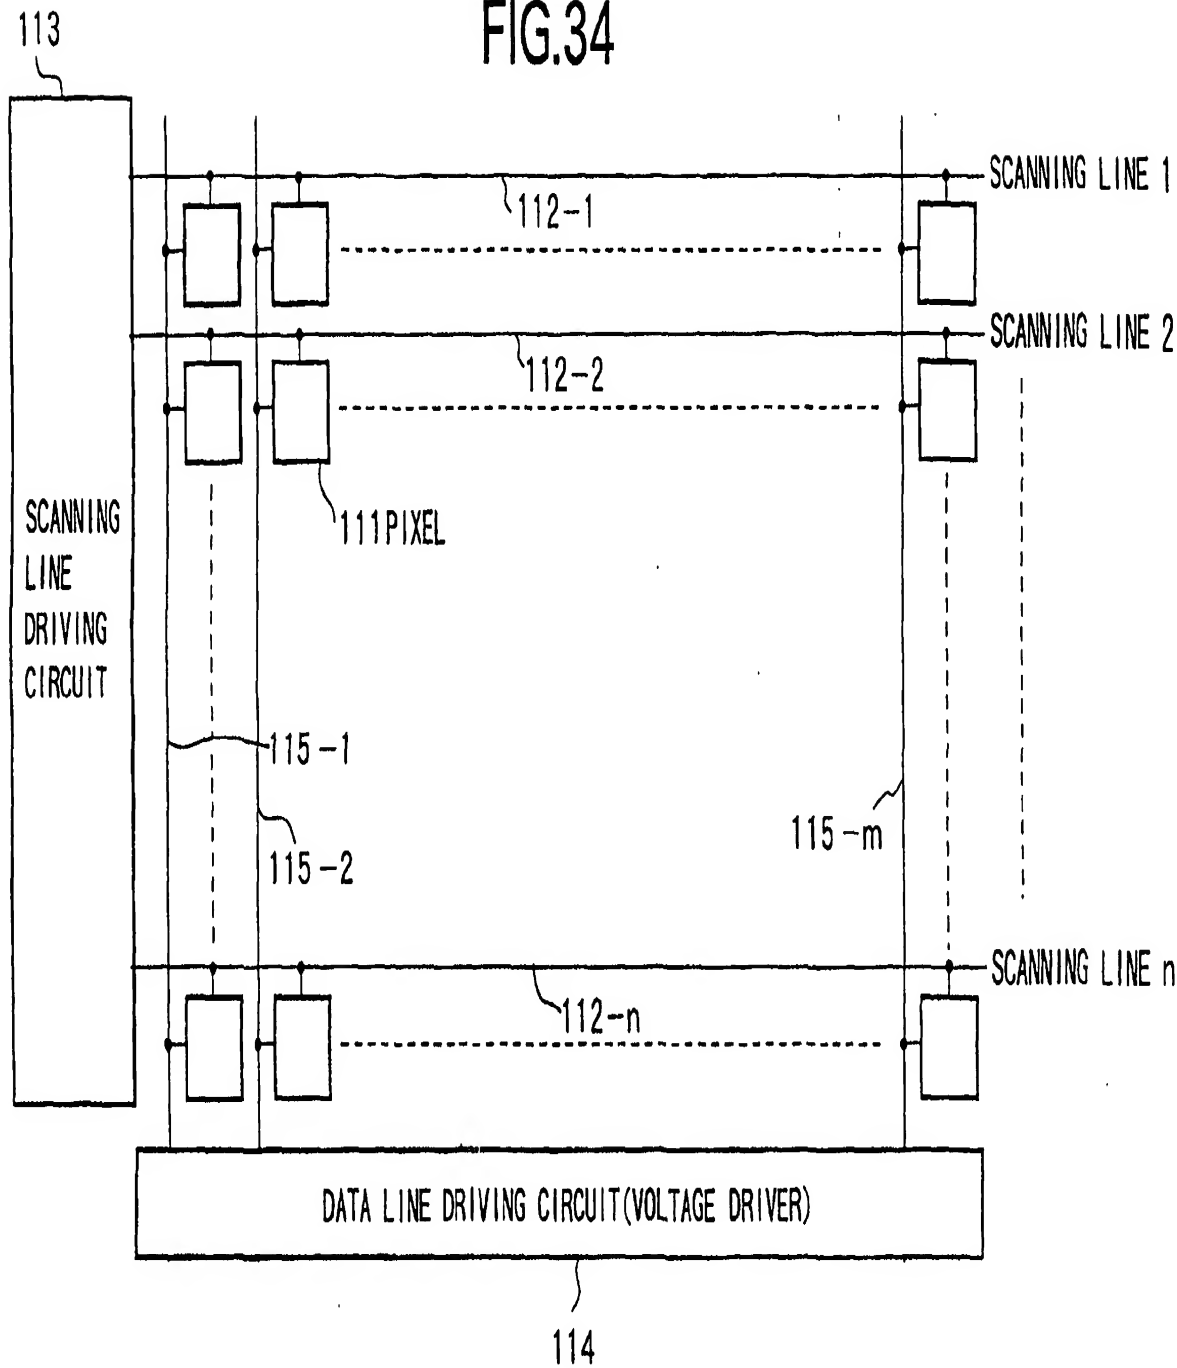 FIG.34
113
SCANNING LINE 1
112-1
SCANNING LINE 2
112-2
111PIXEL
SCANNING
LINE
DRIVING
CIRCUIT
115-1
115-m
115-2
SCANNING LINE n
112-n
DATA LINE DRIVING CIRCUIT(VOLTAGE DRIVER)
114